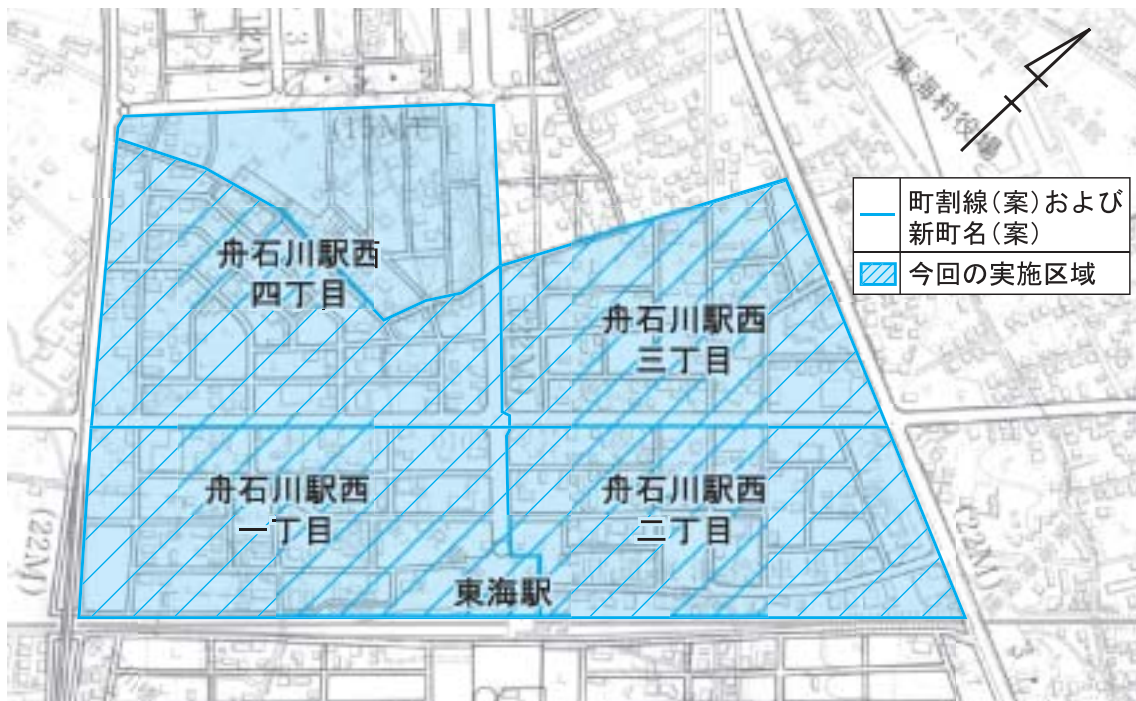 東海村役場
町割線(案)および
新町名(案)
今回の実施区域
(15M)
舟石川駅西
四丁目
舟石川駅西
三丁目
舟石川駅西
一丁目
舟石川駅西
二丁目
東海駅
(22M)
(22M)